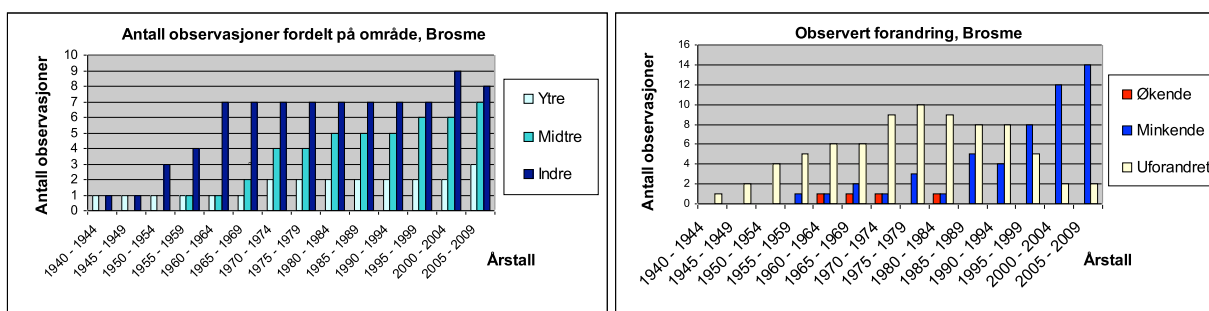 Antall observasjoner fordelt på område, Brosme
Antall observasjoner
10
9
8
7
6
5
4
3
2
1
0
1940 - 1944
1945 - 1949
1950 - 1954
1955 - 1959
1960 - 1964
1965 - 1969
1970 - 1974
1975 - 1979
1980 - 1984
1985 - 1989
1990 - 1994
1995 - 1999
2000 - 2004
2005 - 2009
Årstall
Ytre
Midtre
Indre
Observert forandring, Brosme
Antall observasjoner
16
14
12
10
8
6
4
2
0
1940 - 1944
1945 - 1949
1950 - 1954
1955 - 1959
1960 - 1964
1965 - 1969
1970 - 1974
1975 - 1979
1980 - 1984
1985 - 1989
1990 - 1994
1995 - 1999
2000 - 2004
2005 - 2009
Årstall
Økende
Minkende
Uforandret